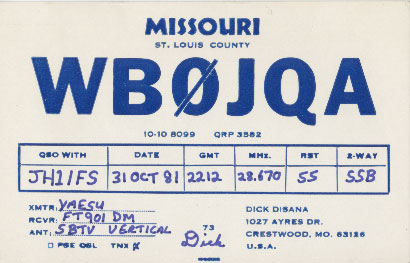 MISSOURI
ST. LOUIS COUNTY
WBØJQA
10-10 8099 QRP 3582
QSO WITH DATE GMT MHZ. RST 2-WAY
JH1IFS 31 OCT 81 2212 28.670 55 SSB
XMTR: YAESU
RCVR: FT901 DM
ANT: 5BTV VERTICAL
PSE QSL TNX X
73
Dick
DICK DISANA
1027 AYRES DR.
CRESTWOOD, MO. 63126
U.S.A.